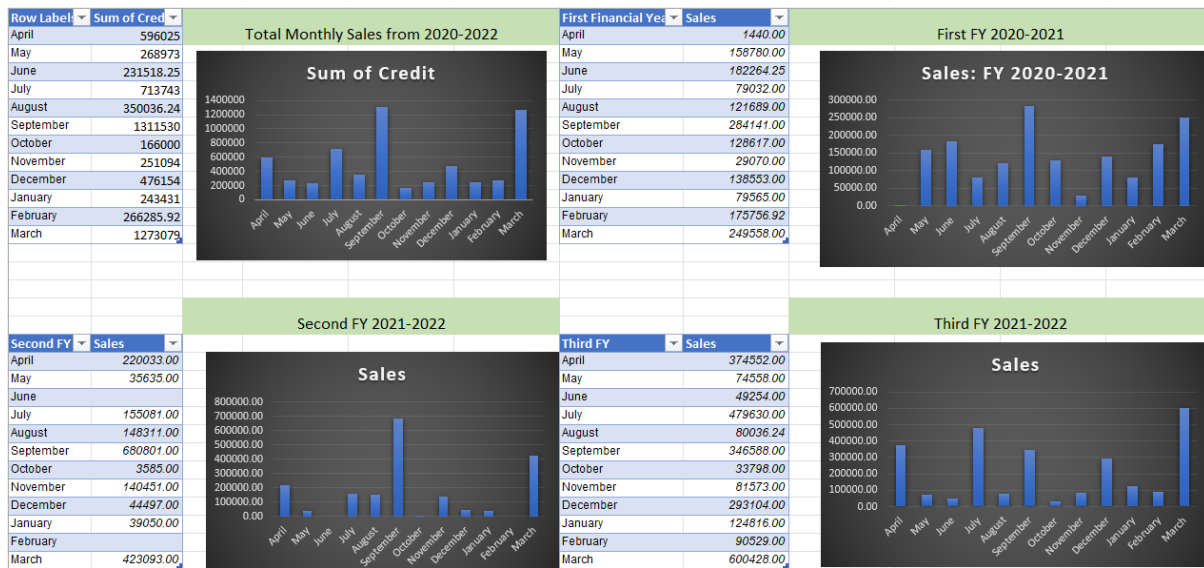 Row Labels Sum of Cred
April 596025
May 268973
June 231518.25
July 713743
August 350036.24
September 1311530
October 166000
November 251094
December 476154
January 243431
February 266285.92
March 1273079
Total Monthly Sales from 2020-2022
Sum of Credit
1400000
1200000
1000000
800000
600000
400000
200000
0
April May June July August September October November December January February March
First Financial Yea Sales
April 1440.00
May 158780.00
June 182264.25
July 79032.00
August 121689.00
September 284141.00
October 128617.00
November 29070.00
December 138553.00
January 79565.00
February 175756.92
March 249558.00
First FY 2020-2021
Sales: FY 2020-2021
300000.00
250000.00
200000.00
150000.00
100000.00
50000.00
0.00
April May June July August September October November December January February March
Second FY 2021-2022
Second FY Sales
April 220033.00
May 35635.00
June
July 155081.00
August 148311.00
September 680801.00
October 3585.00
November 140451.00
December 44497.00
January 39050.00
February
March 423093.00
Sales
800000.00
700000.00
600000.00
500000.00
400000.00
300000.00
200000.00
100000.00
0.00
April May June July August September October November December January February March
Third FY 2021-2022
Third FY Sales
April 374552.00
May 74558.00
June 49254.00
July 479630.00
August 80036.24
September 346588.00
October 33798.00
November 81573.00
December 293104.00
January 124816.00
February 90529.00
March 600428.00
Sales
700000.00
600000.00
500000.00
400000.00
300000.00
200000.00
100000.00
0.00
April May June July August September October November December January February March